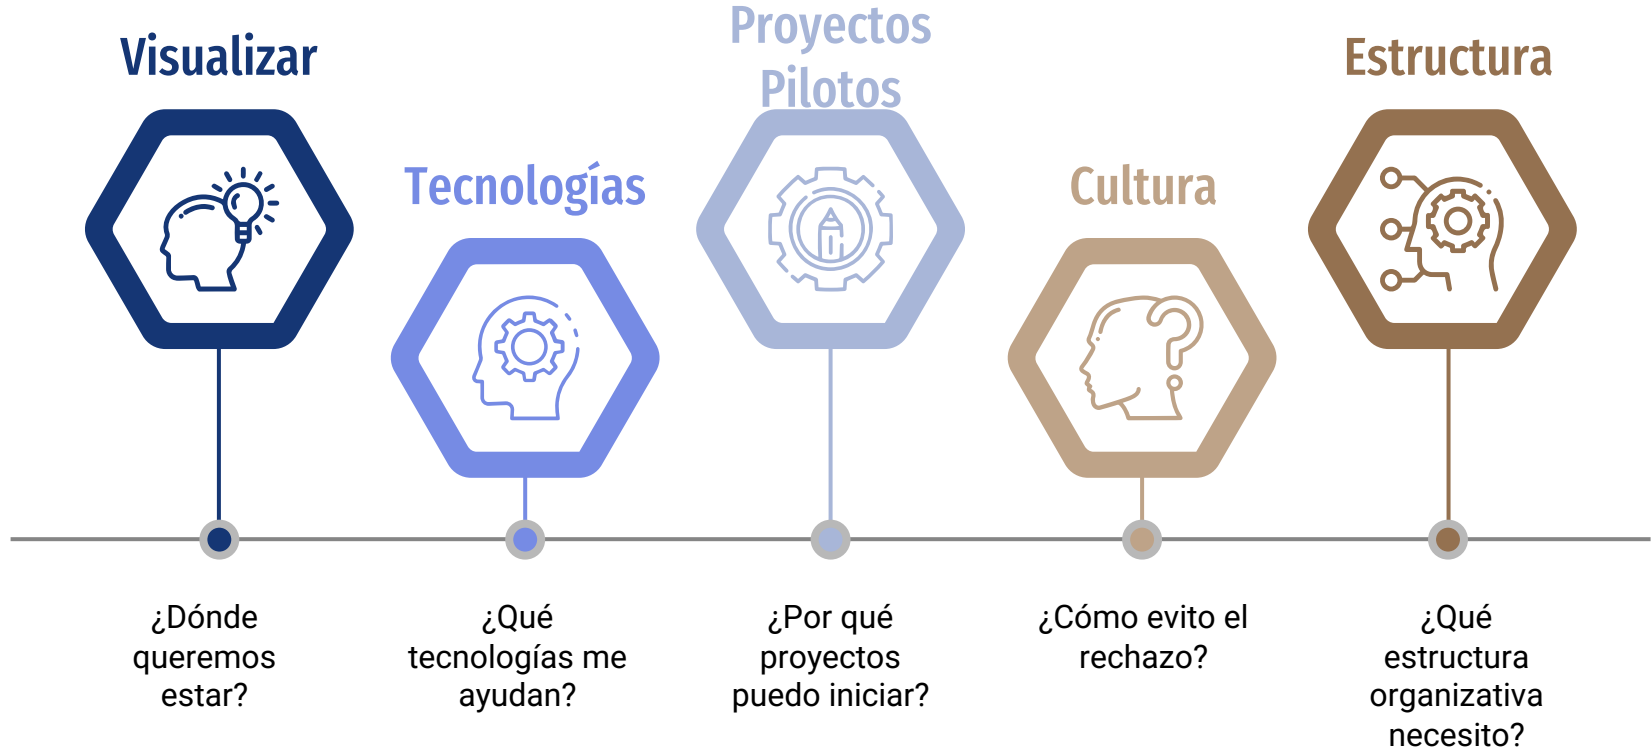 Visualizar
¿Dónde
queremos
estar?
Tecnologías
¿Qué
tecnologías me
ayudan?
Proyectos
Pilotos
¿Por qué
proyectos
puedo iniciar?
Cultura
¿Cómo evito el
rechazo?
Estructura
¿Qué
estructura
organizativa
necesito?